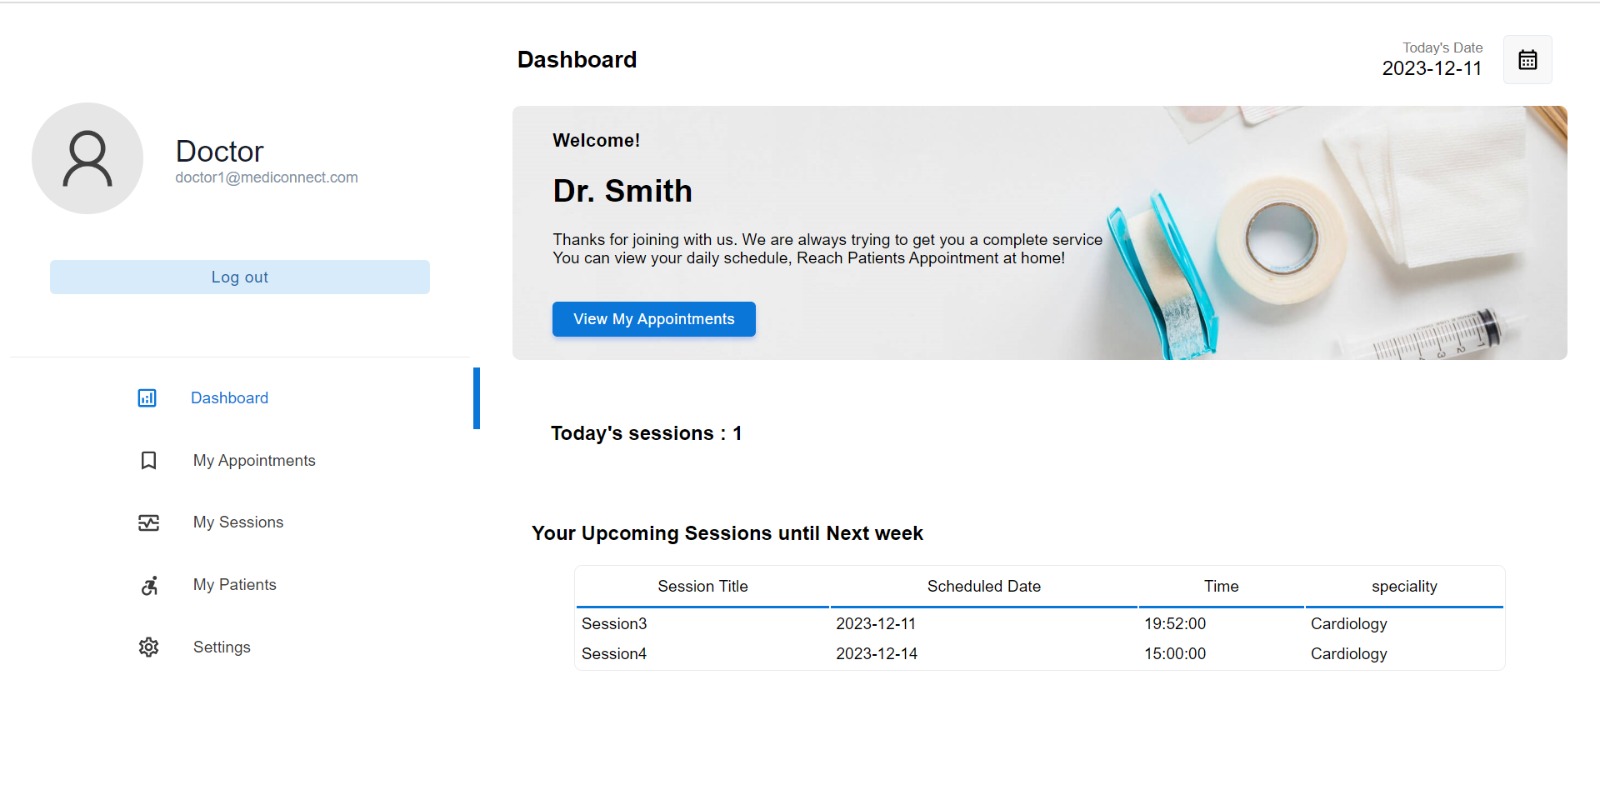 Dashboard
Today's Date
2023-12-11
Doctor
doctor1@mediconnect.com
Log out
Dashboard
My Appointments
My Sessions
My Patients
Settings
Welcome!
Dr. Smith
Thanks for joining with us. We are always trying to get you a complete service
You can view your daily schedule, Reach Patients Appointment at home!
View My Appointments
Today's sessions : 1
Your Upcoming Sessions until Next week
Session Title Scheduled Date Time speciality
Session3 2023-12-11 19:52:00 Cardiology
Session4 2023-12-14 15:00:00 Cardiology